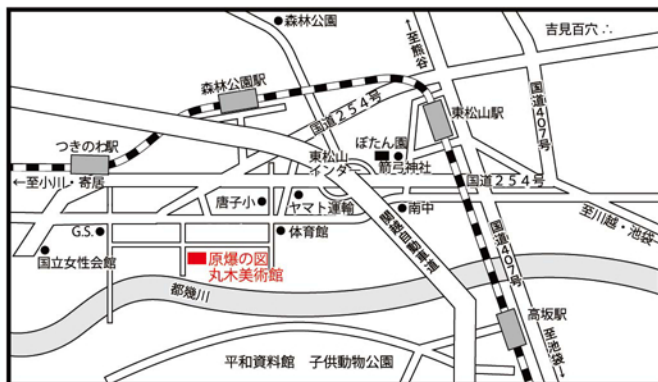 森林公園
吉見百穴
←至熊谷
森林公園駅
国道254号
国道407号
東松山駅
つきのわ駅
ぼたん園
東松山
インター
箭弓神社
←至小川・寄居
国道254号
唐子小
ヤマト運輸
南中
至川越・池袋
G.S.
体育館
関越自動車道
国道407号
国立女性会館
原爆の図
丸木美術館
都幾川
高坂駅
至池袋→
平和資料館 子供動物公園